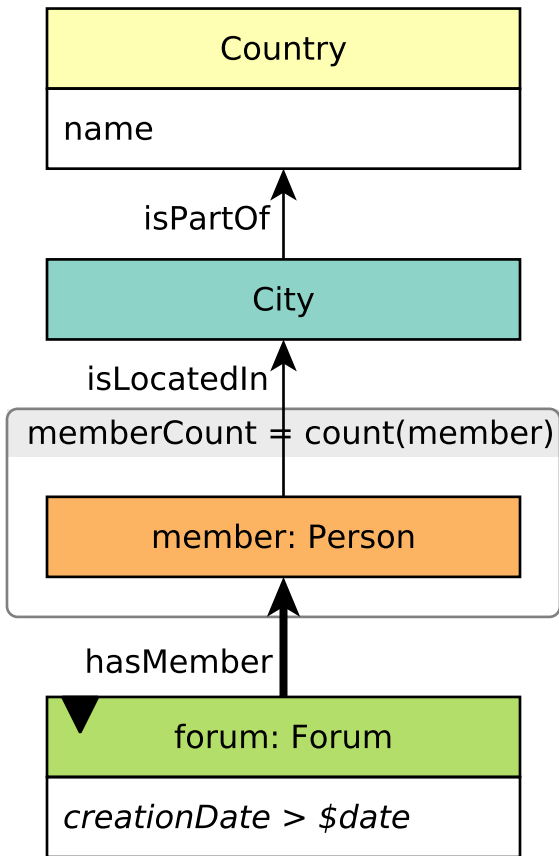 Country
name
isPartOf
City
isLocatedIn
memberCount = count(member)
member: Person
hasMember
forum: Forum
creationDate > $date